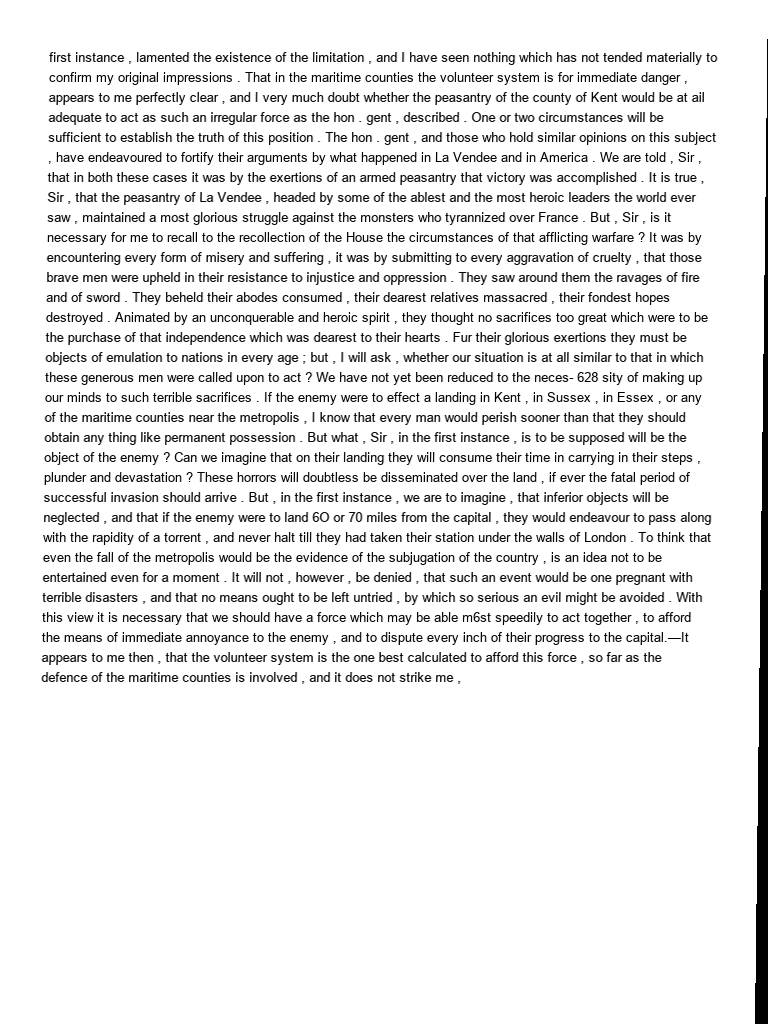 first instance , lamented the existence of the limitation , and I have seen nothing which has not tended materially to
confirm my original impressions . That in the maritime counties the volunteer system is for immediate danger ,
appears to me perfectly clear , and I very much doubt whether the peasantry of the county of Kent would be at ail
adequate to act as such an irregular force as the hon . gent , described . One or two circumstances will be
sufficient to establish the truth of this position . The hon . gent , and those who hold similar opinions on this subject
, have endeavoured to fortify their arguments by what happened in La Vendee and in America . We are told , Sir ,
that in both these cases it was by the exertions of an armed peasantry that victory was accomplished . It is true ,
Sir , that the peasantry of La Vendee , headed by some of the ablest and the most heroic leaders the world ever
saw , maintained a most glorious struggle against the monsters who tyrannized over France . But , Sir , is it
necessary for me to recall to the recollection of the House the circumstances of that afflicting warfare ? It was by
encountering every form of misery and suffering , it was by submitting to every aggravation of cruelty , that those
brave men were upheld in their resistance to injustice and oppression . They saw around them the ravages of fire
and of sword . They beheld their abodes consumed , their dearest relatives massacred , their fondest hopes
destroyed . Animated by an unconquerable and heroic spirit , they thought no sacrifices too great which were to be
the purchase of that independence which was dearest to their hearts . Fur their glorious exertions they must be
objects of emulation to nations in every age ; but , I will ask , whether our situation is at all similar to that in which
these generous men were called upon to act ? We have not yet been reduced to the neces- 628 sity of making up
our minds to such terrible sacrifices . If the enemy were to effect a landing in Kent , in Sussex , in Essex , or any
of the maritime counties near the metropolis , I know that every man would perish sooner than that they should
obtain any thing like permanent possession . But what , Sir , in the first instance , is to be supposed will be the
object of the enemy ? Can we imagine that on their landing they will consume their time in carrying in their steps ,
plunder and devastation ? These horrors will doubtless be disseminated over the land , if ever the fatal period of
successful invasion should arrive . But , in the first instance , we are to imagine , that inferior objects will be
neglected , and that if the enemy were to land 6O or 70 miles from the capital , they would endeavour to pass along
with the rapidity of a torrent , and never halt till they had taken their station under the walls of London . To think that
even the fall of the metropolis would be the evidence of the subjugation of the country , is an idea not to be
entertained even for a moment . It will not , however , be denied , that such an event would be one pregnant with
terrible disasters , and that no means ought to be left untried , by which so serious an evil might be avoided . With
this view it is necessary that we should have a force which may be able m6st speedily to act together , to afford
the means of immediate annoyance to the enemy , and to dispute every inch of their progress to the capital.—It
appears to me then , that the volunteer system is the one best calculated to afford this force , so far as the
defence of the maritime counties is involved , and it does not strike me ,